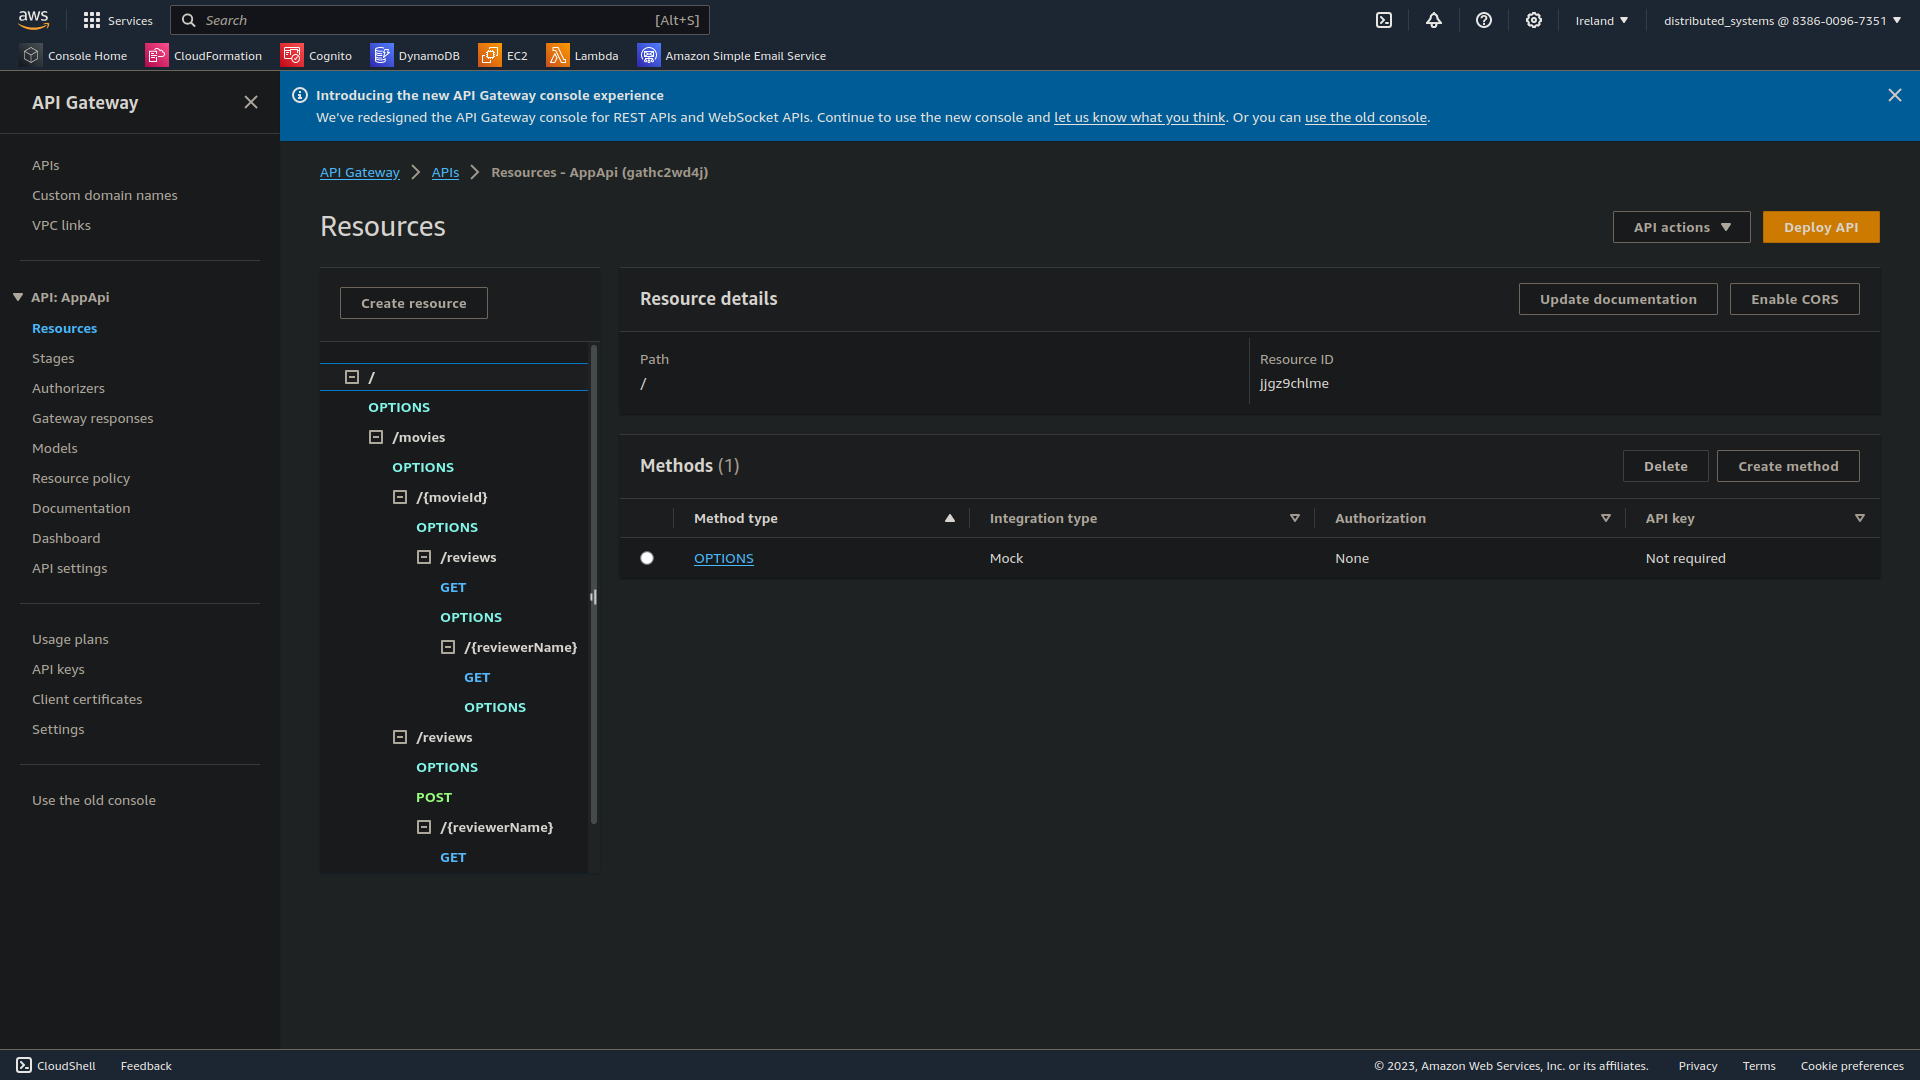 aws Services Search [Alt+S] Ireland distributed_systems @ 8386-0096-7351
Console Home CloudFormation Cognito DynamoDB EC2 Lambda Amazon Simple Email Service
API Gateway
APIs
Custom domain names
VPC links
API: AppApi
Resources
Stages
Authorizers
Gateway responses
Models
Resource policy
Documentation
Dashboard
API settings
Usage plans
API keys
Client certificates
Settings
Use the old console
Introducing the new API Gateway console experience
We've redesigned the API Gateway console for REST APIs and WebSocket APIs. Continue to use the new console and let us know what you think. Or you can use the old console.
API Gateway APIs Resources - AppApi (gathc2wd4j)
Resources
API actions Deploy API
Create resource
/
OPTIONS
/movies
OPTIONS
/{movieId}
OPTIONS
/reviews
GET
OPTIONS
/{reviewerName}
GET
OPTIONS
/reviews
OPTIONS
POST
/{reviewerName}
GET
Resource details Update documentation Enable CORS
Path Resource ID
/ jjgz9chlme
Methods (1) Delete Create method
Method type Integration type Authorization API key
OPTIONS Mock None Not required
CloudShell Feedback © 2023, Amazon Web Services, Inc. or its affiliates. Privacy Terms Cookie preferences